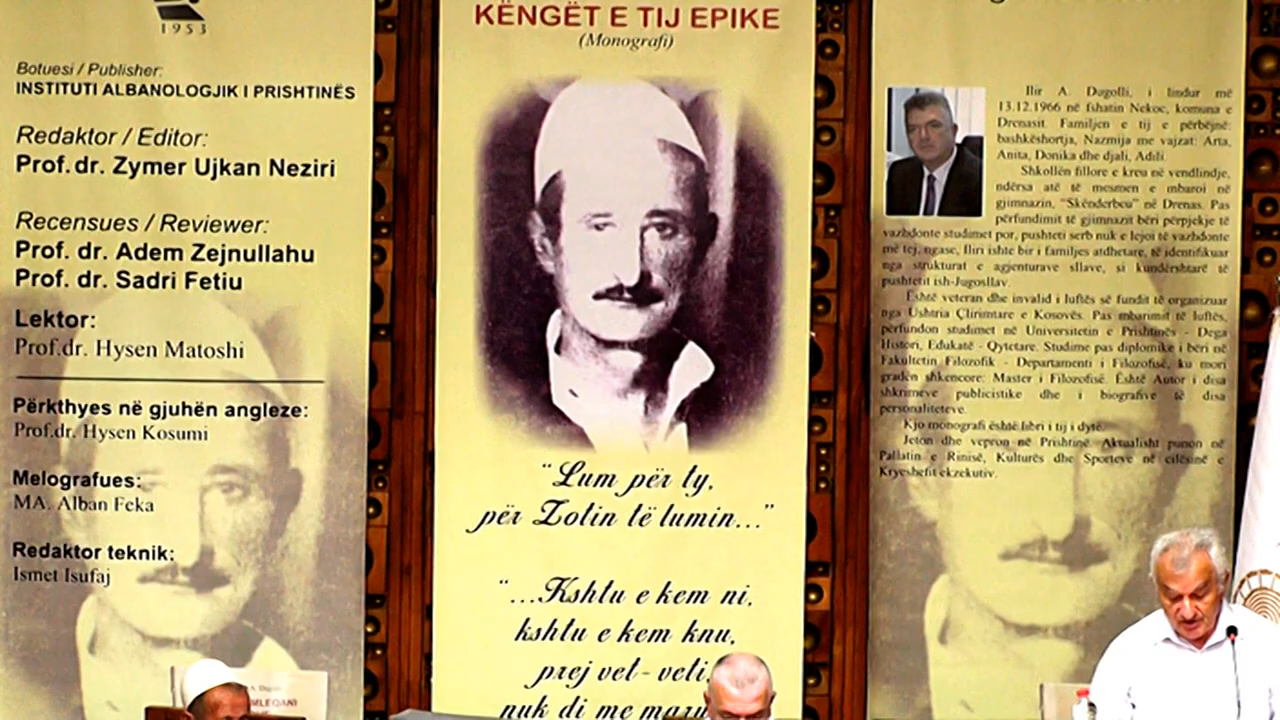 1953
Botuesi / Publisher:
INSTITUTI ALBANOLOGJIK I PRISHTINËS
Redaktor / Editor:
Prof. dr. Zymer Ujkan Neziri
Recensues / Reviewer:
Prof. dr. Adem Zejnullahu
Prof. dr. Sadri Fetiu
Lektor:
Prof.dr. Hysen Matoshi
Përkthyes në gjuhën angleze:
Prof.dr. Hysen Kosumi
Melografues:
MA. Alban Feka
Redaktor teknik:
Ismet Isufaj
KËNGËT E TIJ EPIKE
(Monografi)
"Lum për ty,
për Zotin të lumin..."
"...Kshtu e kem ni,
kshtu e kem knu,
prej vet-veti,
nuk di me
Ilir A. Dugolli, i lindur më
13.12.1966 në fshatin Nekoc, komuna e
Drenasit. Familjen e tij e përbëjnë:
bashkëshortja, Nazmija me vajzat: Arta,
Anita, Donika dhe djali, Adili.
Shkollën fillore e kreu në vendlindje,
ndërsa atë të mesmen e mbaroi në
gjimnazin, "Skënderbeu" në Drenas. Pas
përfundimit të gjimnazit bëri përpjekje të
vazhdonte studimet por, pushteti serb nuk e lejoi të vazhdonte
më tej, ngase, Iliri ishte bir i familjes atdhetare, të identifikuar
nga strukturat e agjenturave sllave, si kundërshtarë të
pushtetit ish-Jugosllav.
Është veteran dhe invalid i luftës së fundit të organizuar
nga Ushtria Çlirimtare e Kosovës. Pas mbarimit të luftës,
përfundon studimet në Universitetin e Prishtinës - Dega
Histori, Edukatë - Qytetare. Studime pas diplomike i bëri në
Fakultetin Filozofik - Departamenti i Filozofisë, ku mori
gradën shkencore: Master i Filozofisë. Është Autor i disa
shkrimeve publicistike dhe i biografive të disa
personaliteteve.
Kjo monografi është libri i tij i dytë.
Jeton dhe vepron në Prishtinë. Aktualisht punon në
Pallatin e Rinisë, Kulturës dhe Sporteve në cilësinë e
Kryeshefit ekzekutiv.